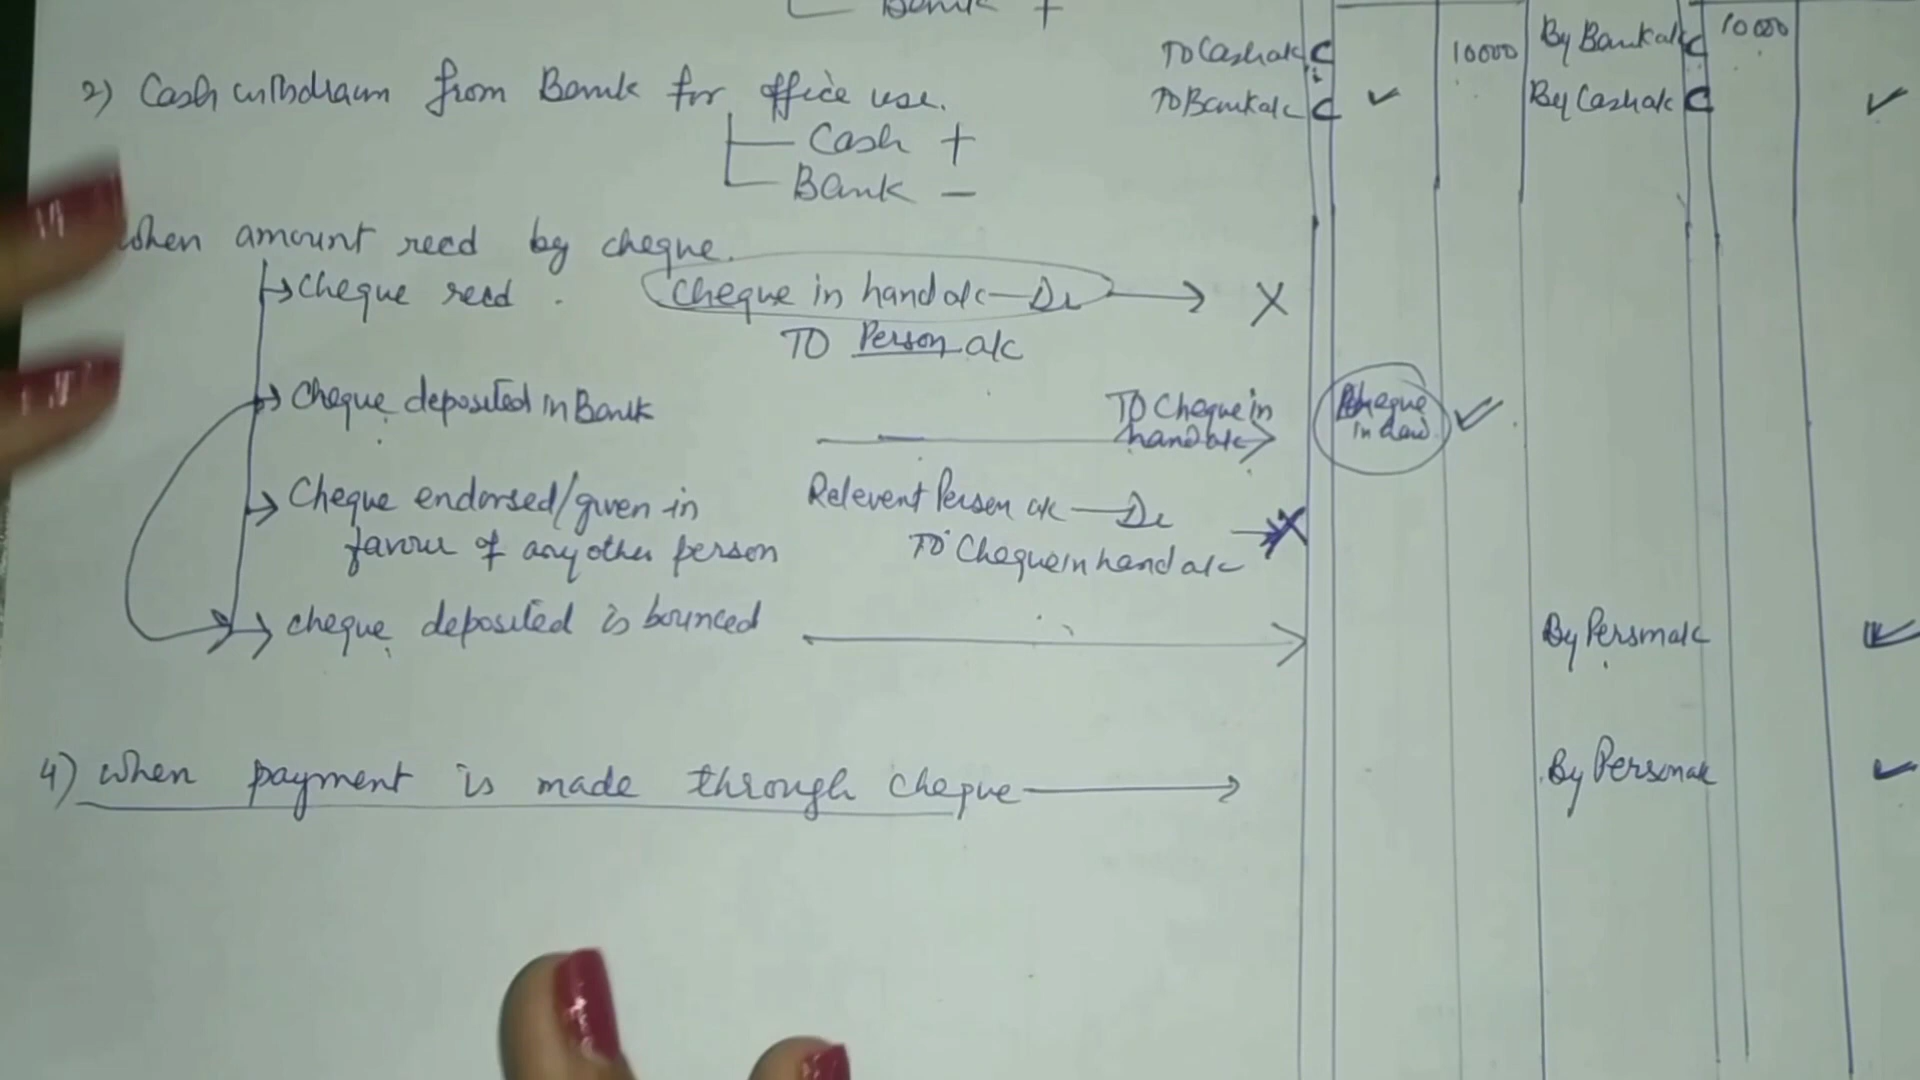 Bank +
To Cash a/c C 10000 By Bank a/c C 10000
2) Cash withdrawn from Bank for office use.
To Bank a/c C ✓ By Cash a/c C ✓
Cash +
Bank −
When amount recd by cheque.
→ Cheque recd. Cheque in hand a/c — Dr → X
TO Person a/c
→ Cheque deposited in Bank → TO Cheque in
hand a/c ✓
→ Cheque endorsed/given in Relevent Person a/c — Dr
favour of any other person TO Cheque in hand a/c → X
→ cheque deposited is bounced → By Person a/c ✓
4) When payment is made through cheque → By Person a/c ✓